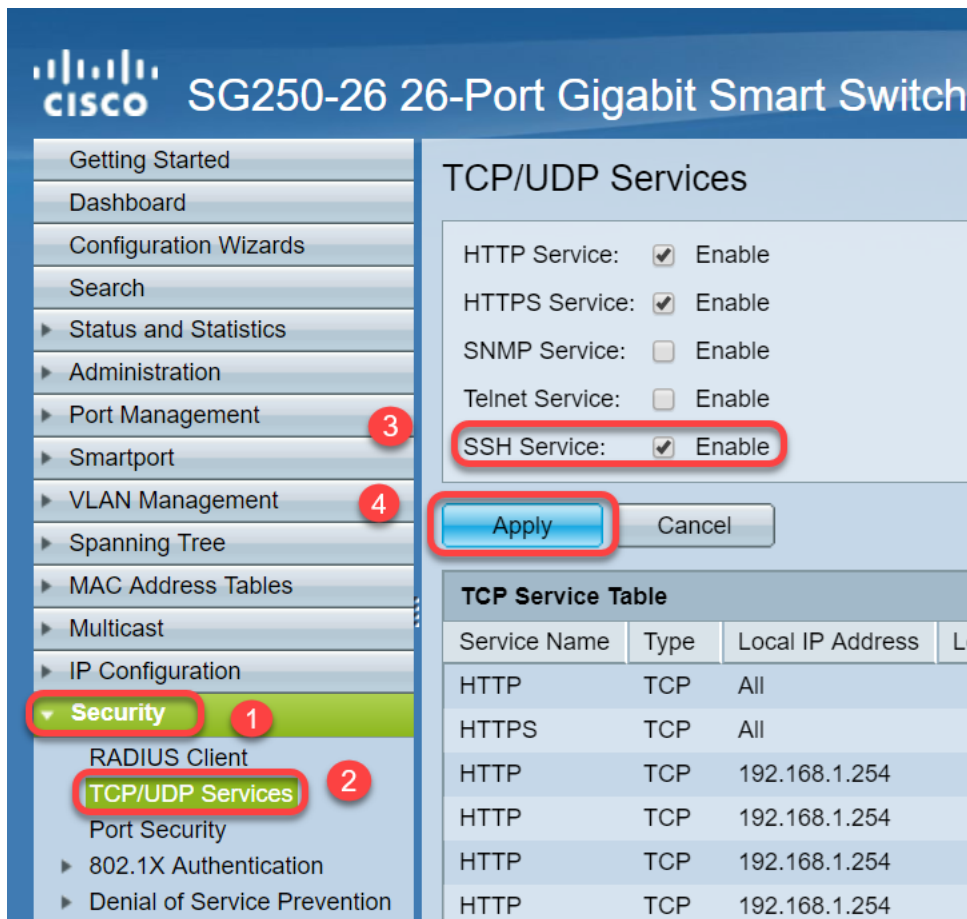 CISCO SG250-26 26-Port Gigabit Smart Switch
Getting Started
Dashboard
Configuration Wizards
Search
Status and Statistics
Administration
Port Management
Smartport
VLAN Management
Spanning Tree
MAC Address Tables
Multicast
IP Configuration
Security 1
RADIUS Client
TCP/UDP Services 2
Port Security
802.1X Authentication
Denial of Service Prevention
TCP/UDP Services
HTTP Service: Enable
HTTPS Service: Enable
SNMP Service: Enable
Telnet Service: Enable
3 SSH Service: Enable
4 Apply Cancel
TCP Service Table
Service Name Type Local IP Address
HTTP TCP All
HTTPS TCP All
HTTP TCP 192.168.1.254
HTTP TCP 192.168.1.254
HTTP TCP 192.168.1.254
HTTP TCP 192.168.1.254